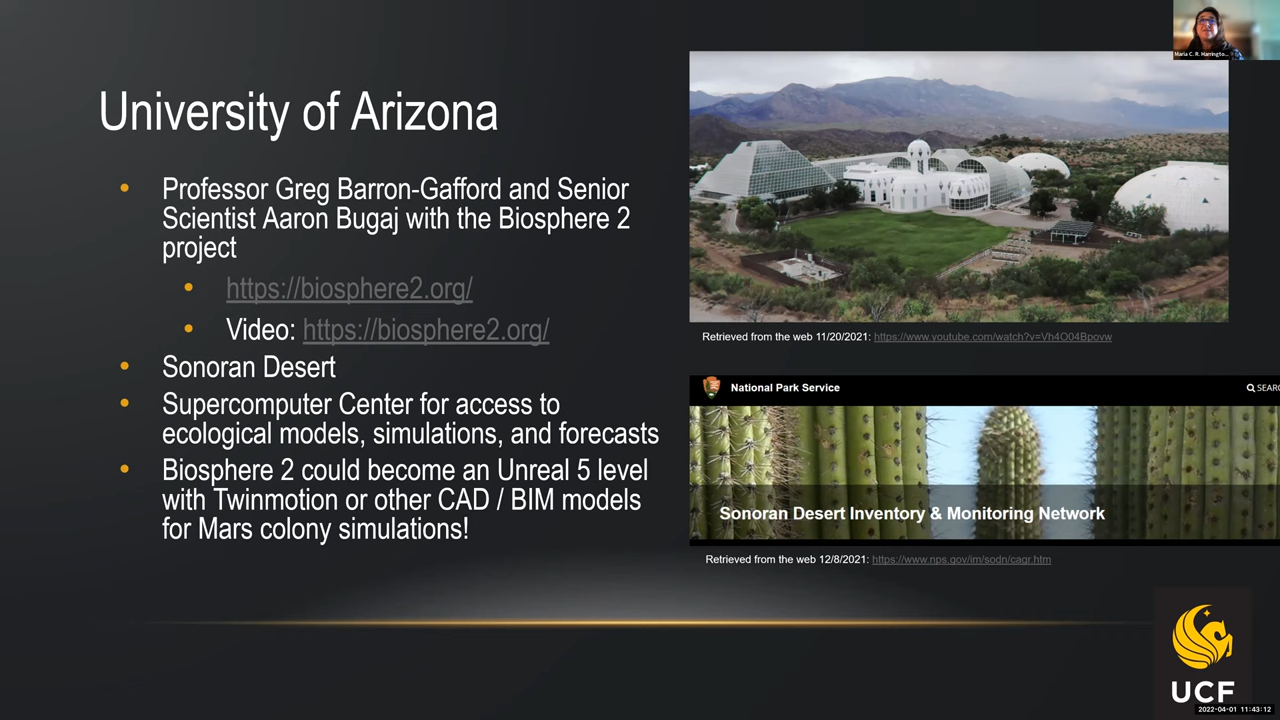 University of Arizona
• Professor Greg Barron-Gafford and Senior
Scientist Aaron Bugaj with the Biosphere 2
project
• https://biosphere2.org/
• Video: https://biosphere2.org/
• Sonoran Desert
• Supercomputer Center for access to
ecological models, simulations, and forecasts
• Biosphere 2 could become an Unreal 5 level
with Twinmotion or other CAD / BIM models
for Mars colony simulations!
Maria C. R. Harringto...
Retrieved from the web 11/20/2021: https://www.youtube.com/watch?v=Vh4O04Bpovw
National Park Service
SEARC
Sonoran Desert Inventory & Monitoring Network
Retrieved from the web 12/8/2021: https://www.nps.gov/im/sodn/cagr.htm
UCF
2022-04-01 11:43:12